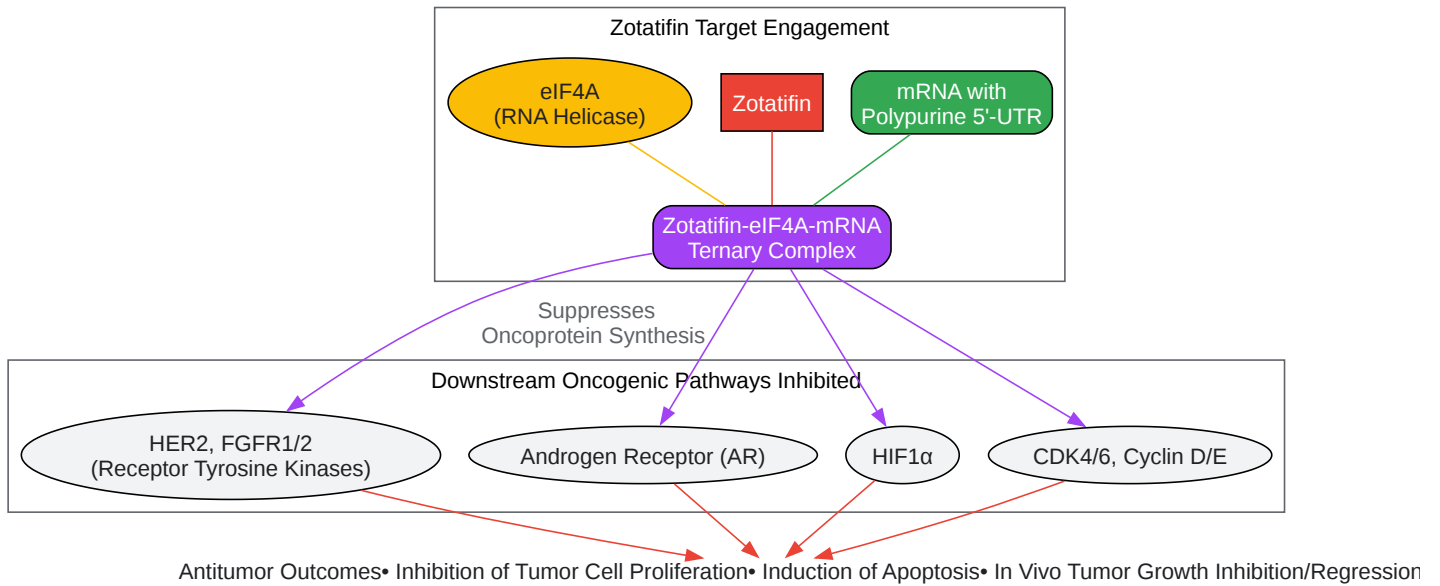 Zotatifin Target Engagement
eIF4A
(RNA Helicase)
Zotatifin
mRNA with
Polypurine 5'-UTR
Zotatifin-eIF4A-mRNA
Ternary Complex
Suppresses
Oncoprotein Synthesis
Downstream Oncogenic Pathways Inhibited
HER2, FGFR1/2
(Receptor Tyrosine Kinases)
Androgen Receptor (AR)
HIF1α
CDK4/6, Cyclin D/E
Antitumor Outcomes• Inhibition of Tumor Cell Proliferation• Induction of Apoptosis• In Vivo Tumor Growth Inhibition/Regression